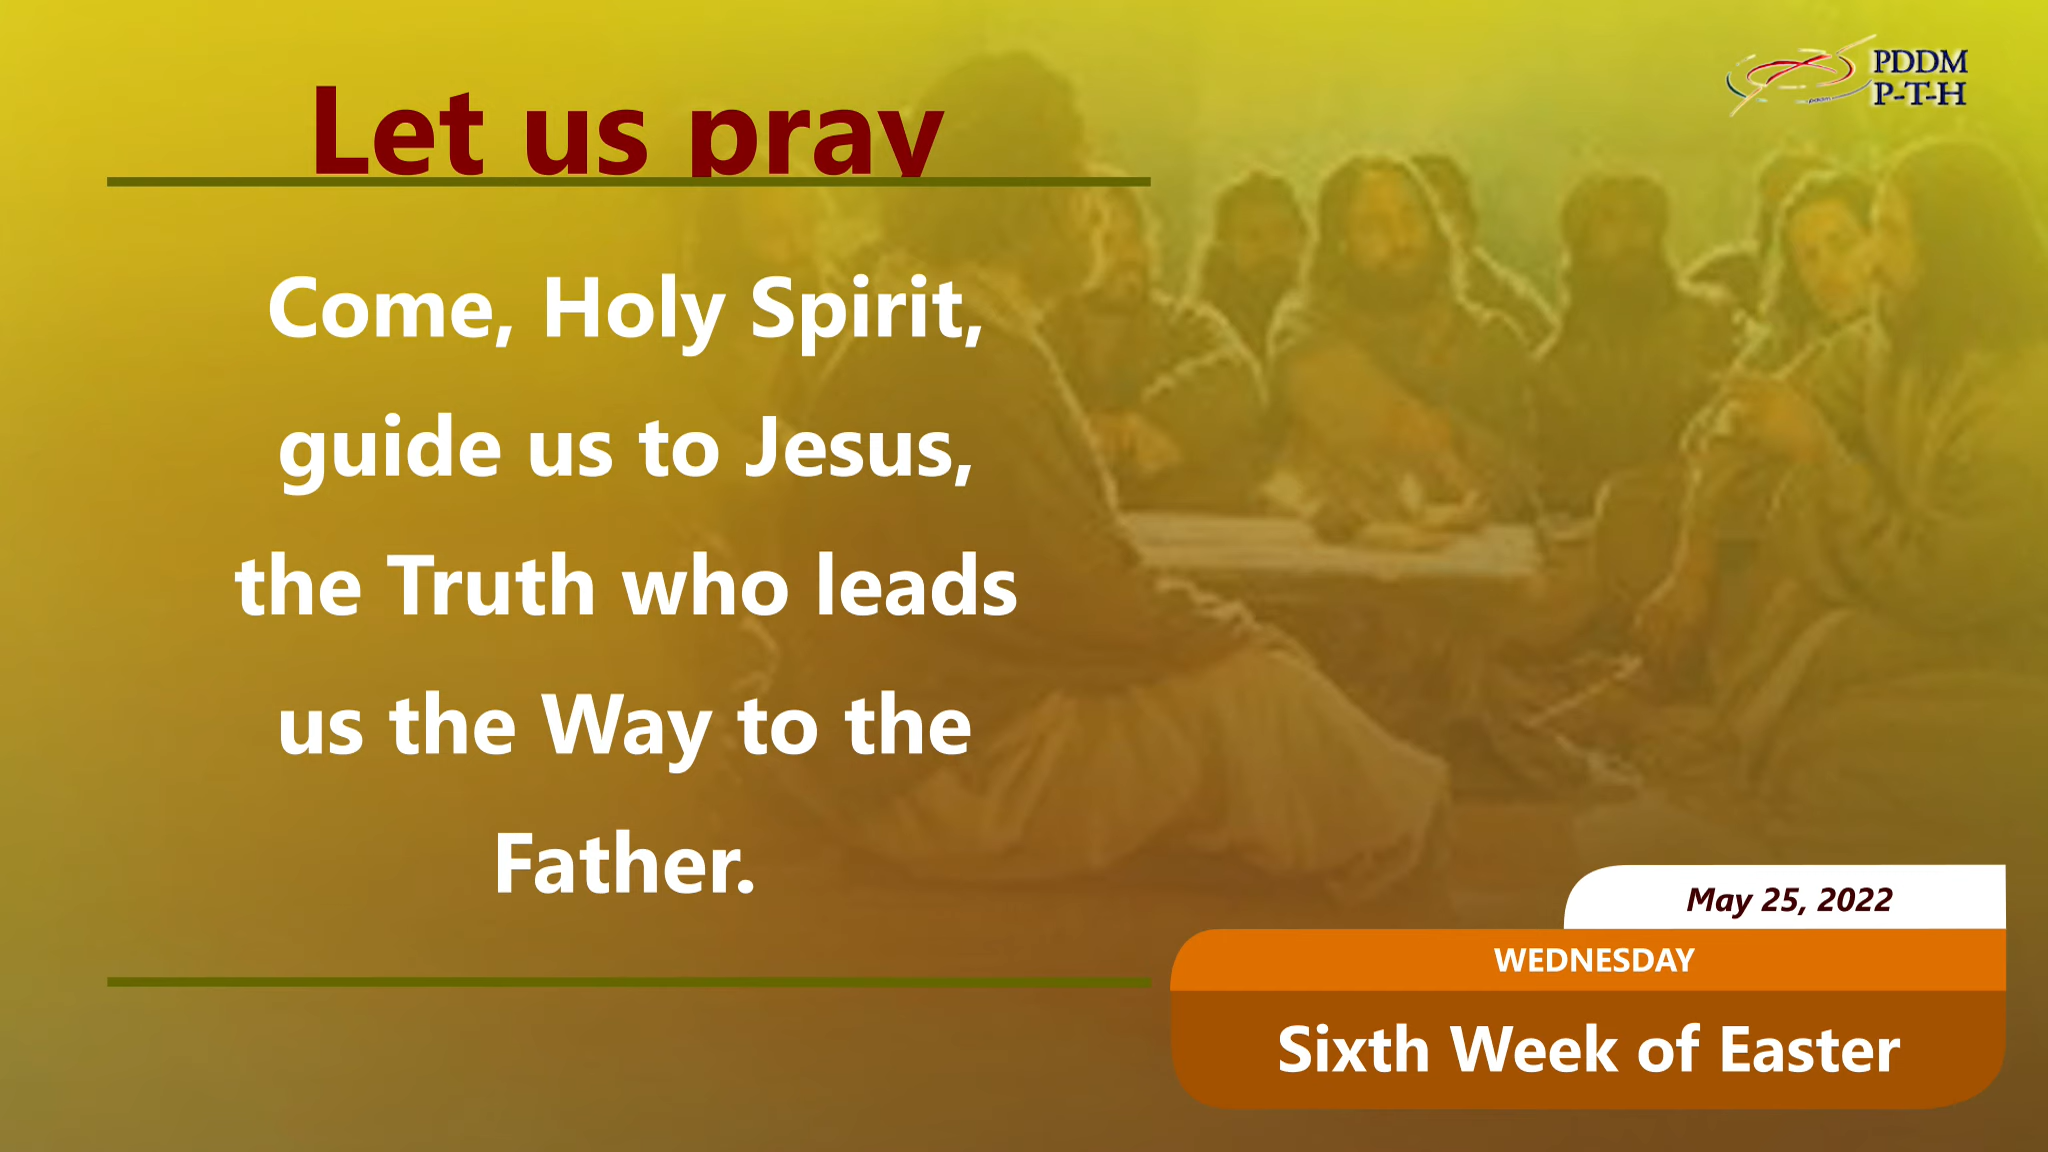 PDDM
P-T-H
Let us pray
Come, Holy Spirit,
guide us to Jesus,
the Truth who leads
us the Way to the
Father.
May 25, 2022
WEDNESDAY
Sixth Week of Easter